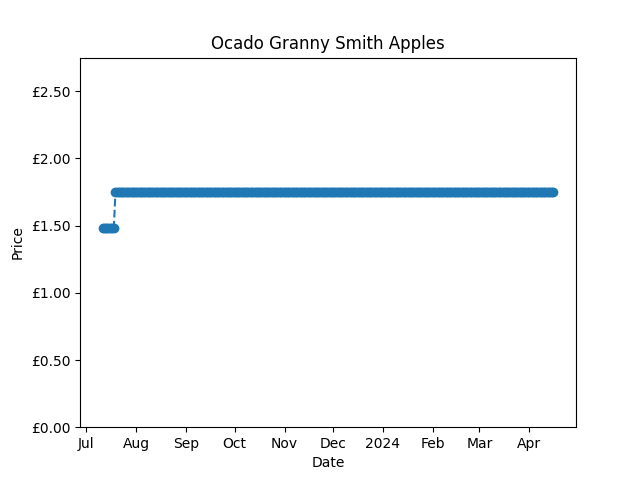 Ocado Granny Smith Apples
£2.50
£2.00
£1.50
£1.00
£0.50
£0.00
Price
Jul Aug Sep Oct Nov Dec 2024 Feb Mar Apr
Date